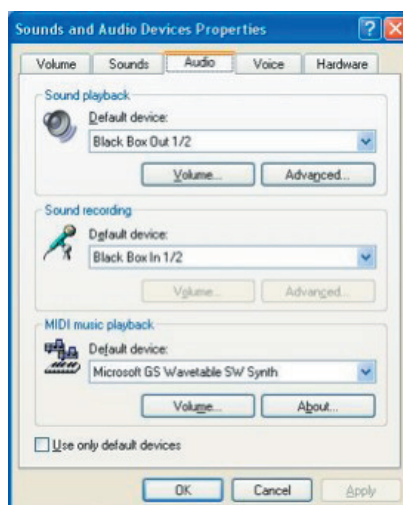 Sounds and Audio Devices Properties
Volume Sounds Audio Voice Hardware
Sound playback
Default device:
Black Box Out 1/2
Volume... Advanced...
Sound recording
Default device:
Black Box In 1/2
Volume... Advanced...
MIDI music playback
Default device:
Microsoft GS Wavetable SW Synth
Volume... About...
Use only default devices
OK Cancel Apply